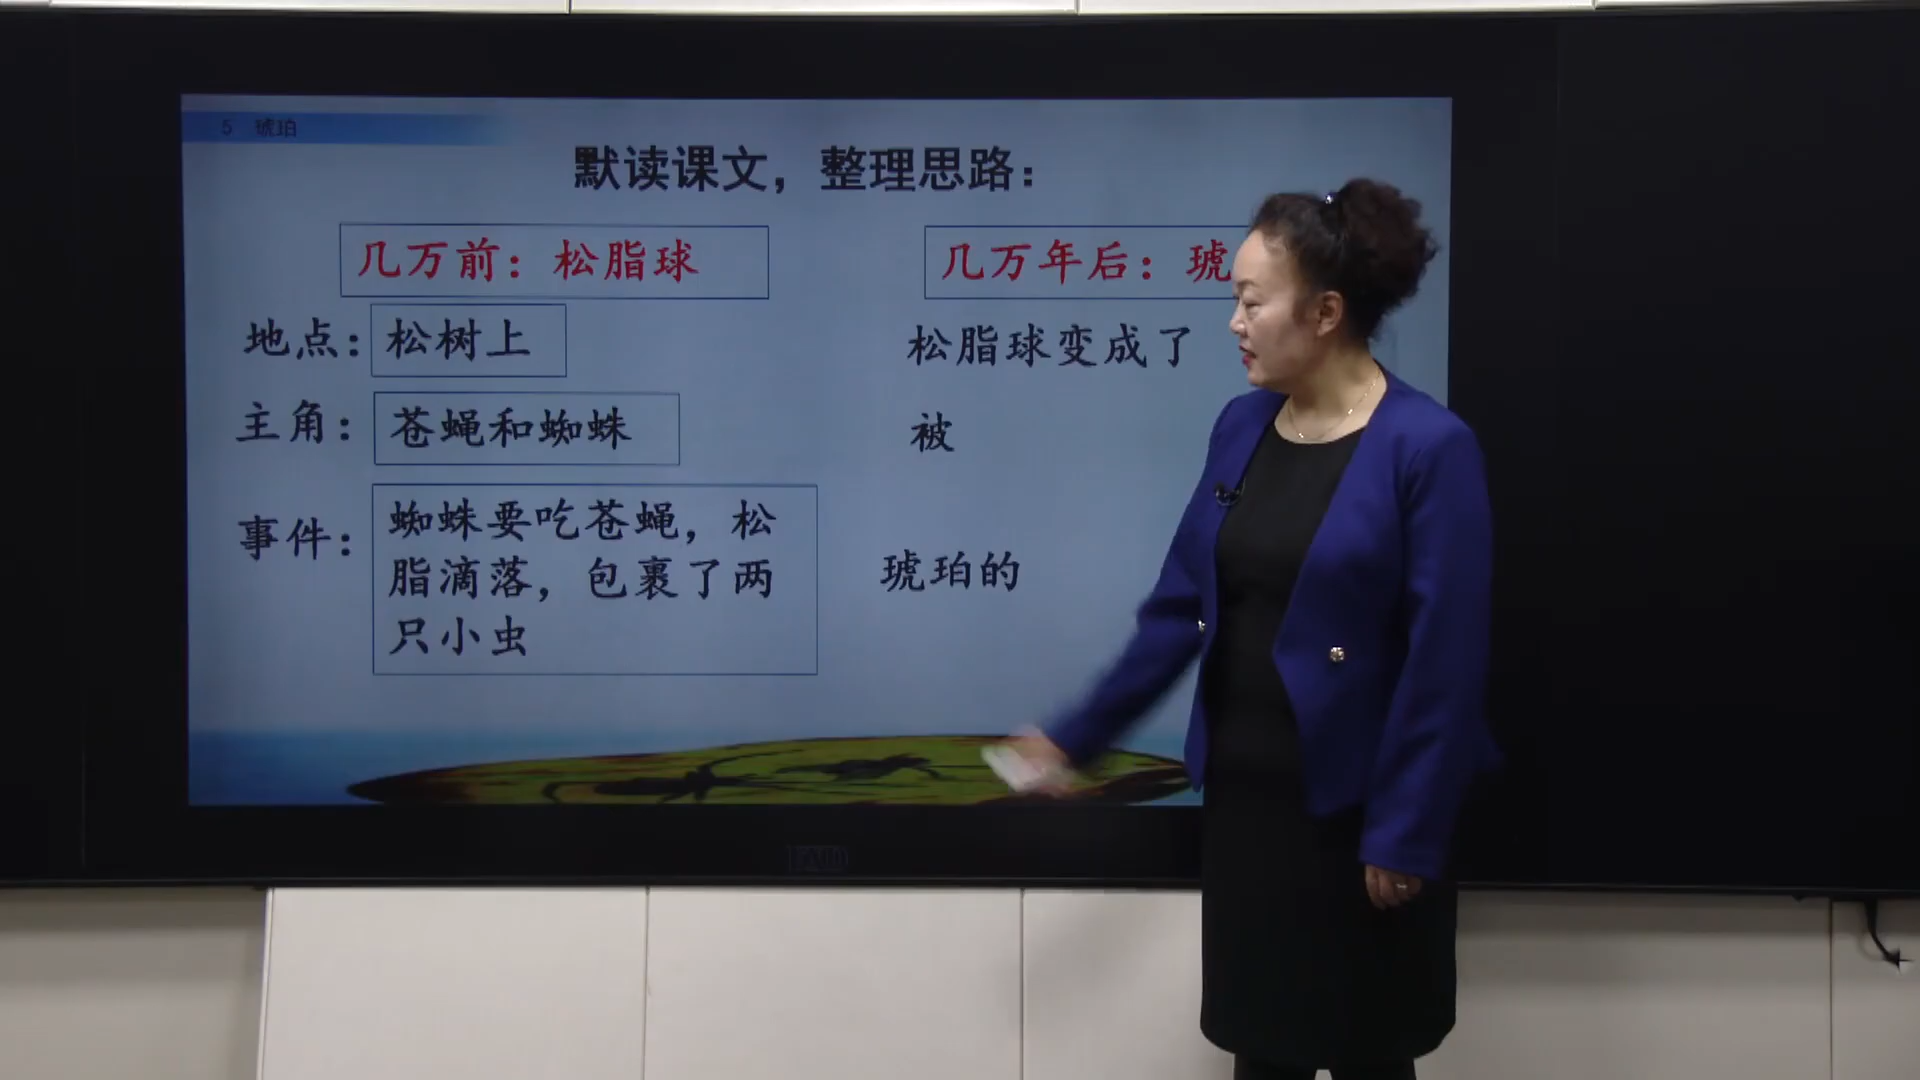 5 琥珀
默读课文，整理思路：
几万前：松脂球
几万年后：琥
地点：松树上
松脂球变成了
主角：苍蝇和蜘蛛
被
事件：蜘蛛要吃苍蝇，松
脂滴落，包裹了两
只小虫
琥珀的